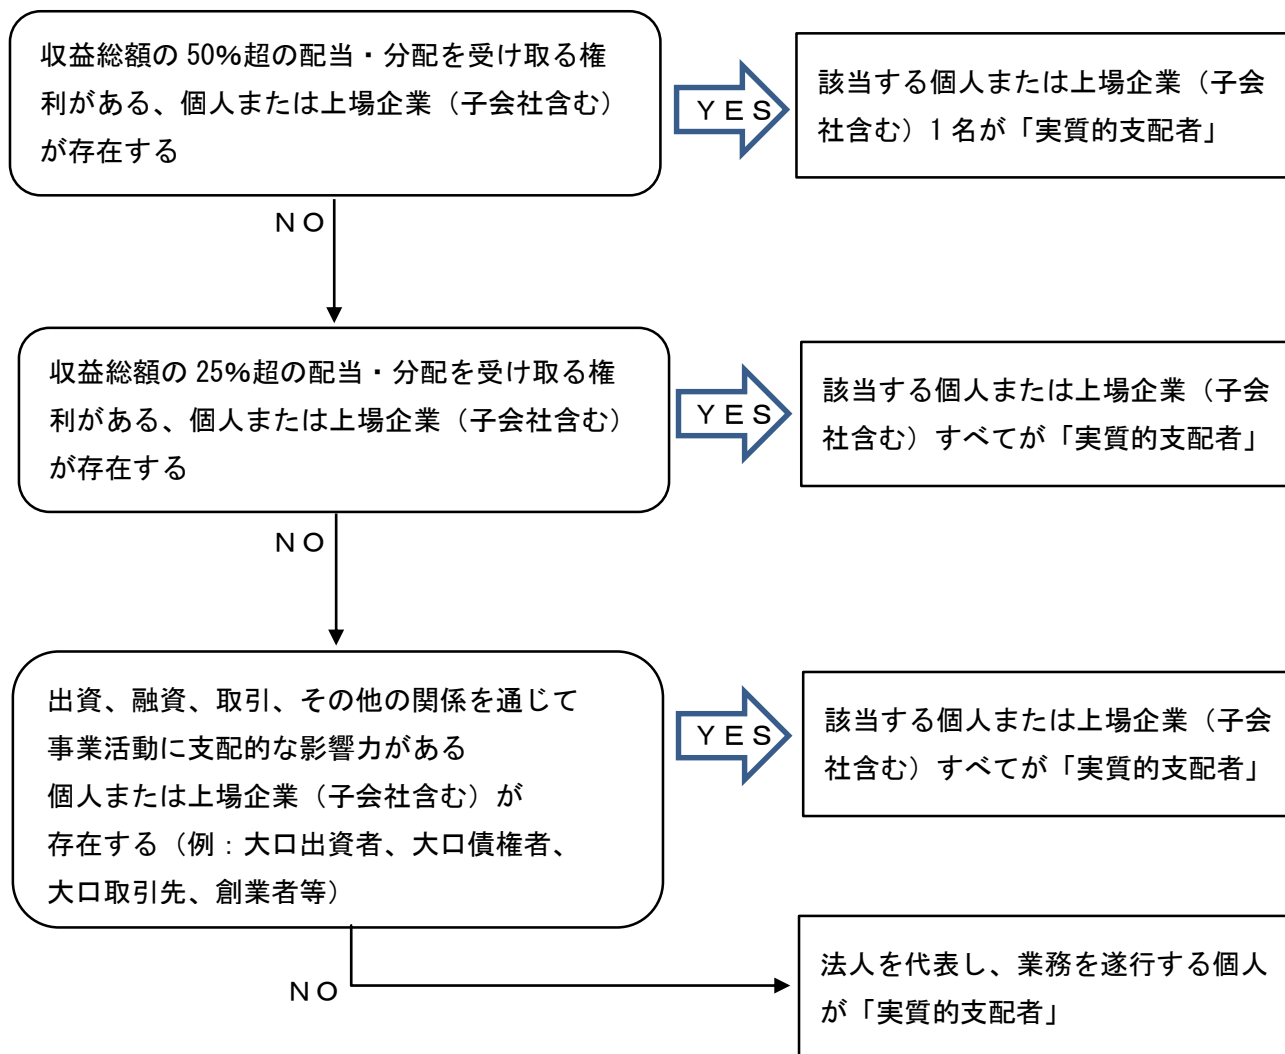 収益総額の 50%超の配当・分配を受け取る権
利がある、個人または上場企業（子会社含む）
が存在する
ＹＥＳ
該当する個人または上場企業（子会
社含む）1 名が「実質的支配者」
ＮＯ
収益総額の 25%超の配当・分配を受け取る権
利がある、個人または上場企業（子会社含む）
が存在する
ＹＥＳ
該当する個人または上場企業（子会
社含む）すべてが「実質的支配者」
ＮＯ
出資、融資、取引、その他の関係を通じて
事業活動に支配的な影響力がある
個人または上場企業（子会社含む）が
存在する（例：大口出資者、大口債権者、
大口取引先、創業者等）
ＹＥＳ
該当する個人または上場企業（子会
社含む）すべてが「実質的支配者」
ＮＯ
法人を代表し、業務を遂行する個人
が「実質的支配者」